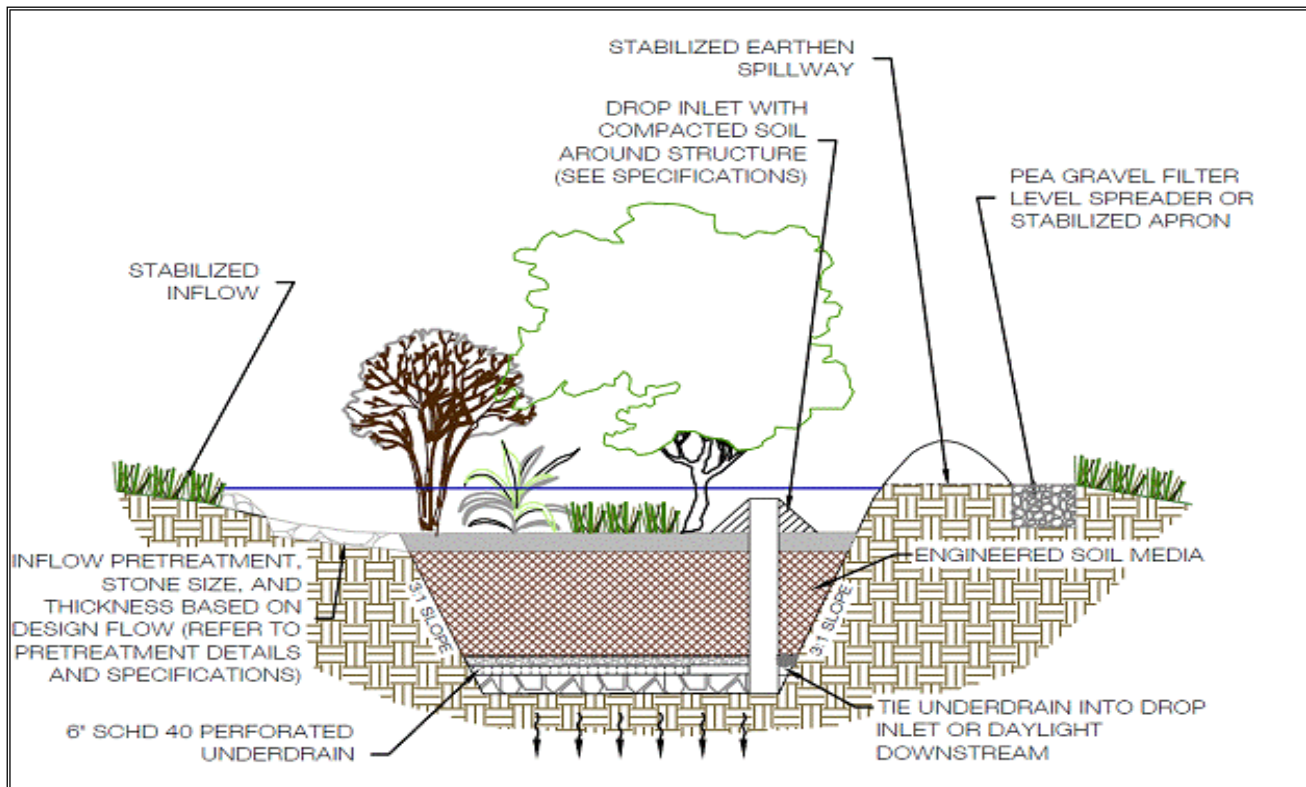 STABILIZED EARTHEN
SPILLWAY
DROP INLET WITH
COMPACTED SOIL
AROUND STRUCTURE
(SEE SPECIFICATIONS)
PEA GRAVEL FILTER
LEVEL SPREADER OR
STABILIZED APRON
STABILIZED
INFLOW
INFLOW PRETREATMENT,
STONE SIZE, AND
THICKNESS BASED ON
DESIGN FLOW (REFER TO
PRETREATMENT DETAILS
AND SPECIFICATIONS)
3:1 SLOPE
3:1 SLOPE
ENGINEERED SOIL MEDIA
6" SCHD 40 PERFORATED
UNDERDRAIN
TIE UNDERDRAIN INTO DROP
INLET OR DAYLIGHT
DOWNSTREAM